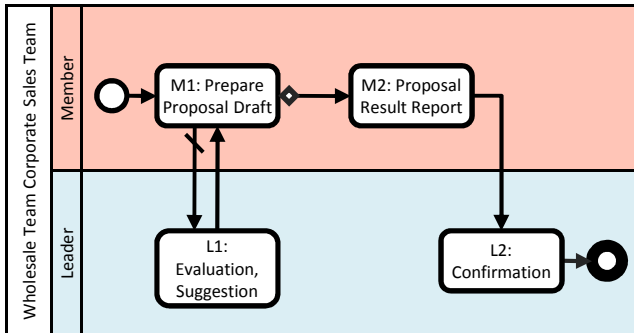 Wholesale Team Corporate Sales Team
Member
M1: Prepare
Proposal Draft
M2: Proposal
Result Report
Leader
L1:
Evaluation,
Suggestion
L2:
Confirmation